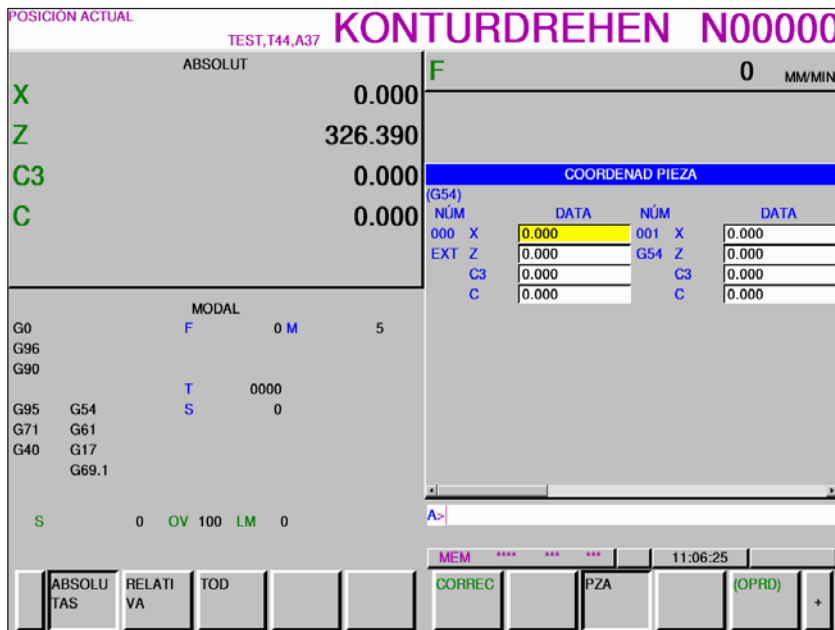 POSICIÓN ACTUAL
TEST,T44,A37 KONTURDREHEN N00000
ABSOLUT
X 0.000
Z 326.390
C3 0.000
C 0.000
F 0 MM/MIN
COORDENAD PIEZA
(G54)
NÚM DATA NÚM DATA
000 X 0.000 001 X 0.000
EXT Z 0.000 G54 Z 0.000
C3 0.000 C3 0.000
C 0.000 C 0.000
MODAL
G0 F 0 M 5
G96
G90
T 0000
G95 G54 S 0
G71 G61
G40 G17
G69.1
S 0 OV 100 LM 0
A>
MEM **** *** *** 11:06:25
ABSOLU
TAS
RELATI
VA
TOD
CORREC
PZA
(OPRD)
+